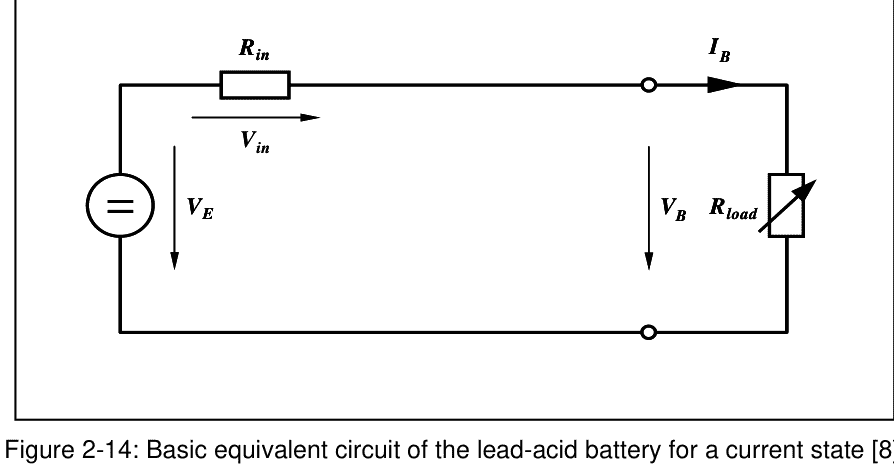 R_in
I_B
V_in
V_E
V_B R_load
Figure 2-14: Basic equivalent circuit of the lead-acid battery for a current state [8]